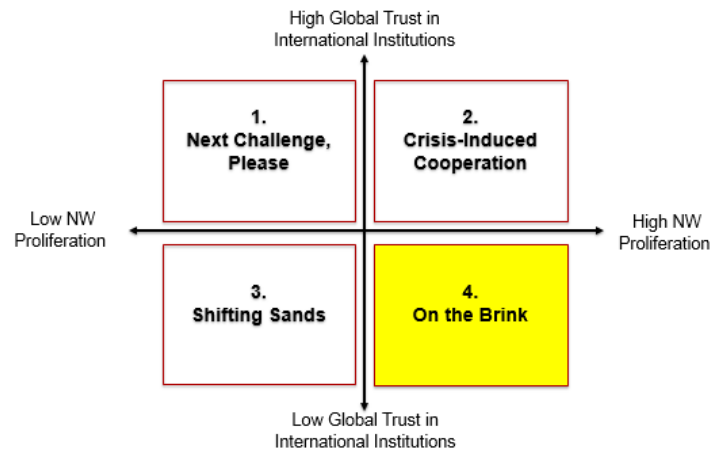 High Global Trust in
International Institutions
1.
Next Challenge,
Please
2.
Crisis-Induced
Cooperation
Low NW
Proliferation
High NW
Proliferation
3.
Shifting Sands
4.
On the Brink
Low Global Trust in
International Institutions